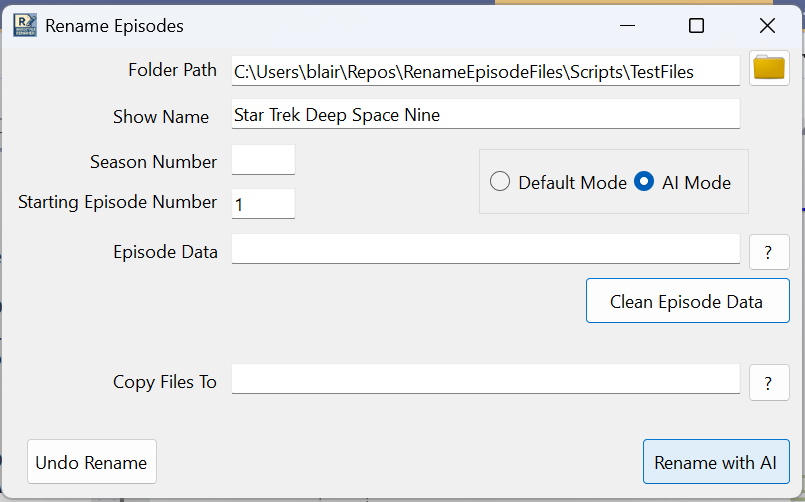 Rename Episodes
Folder Path C:\Users\blair\Repos\RenameEpisodeFiles\Scripts\TestFiles
Show Name Star Trek Deep Space Nine
Season Number
Default Mode AI Mode
Starting Episode Number 1
Episode Data ?
Clean Episode Data
Copy Files To ?
Undo Rename Rename with AI